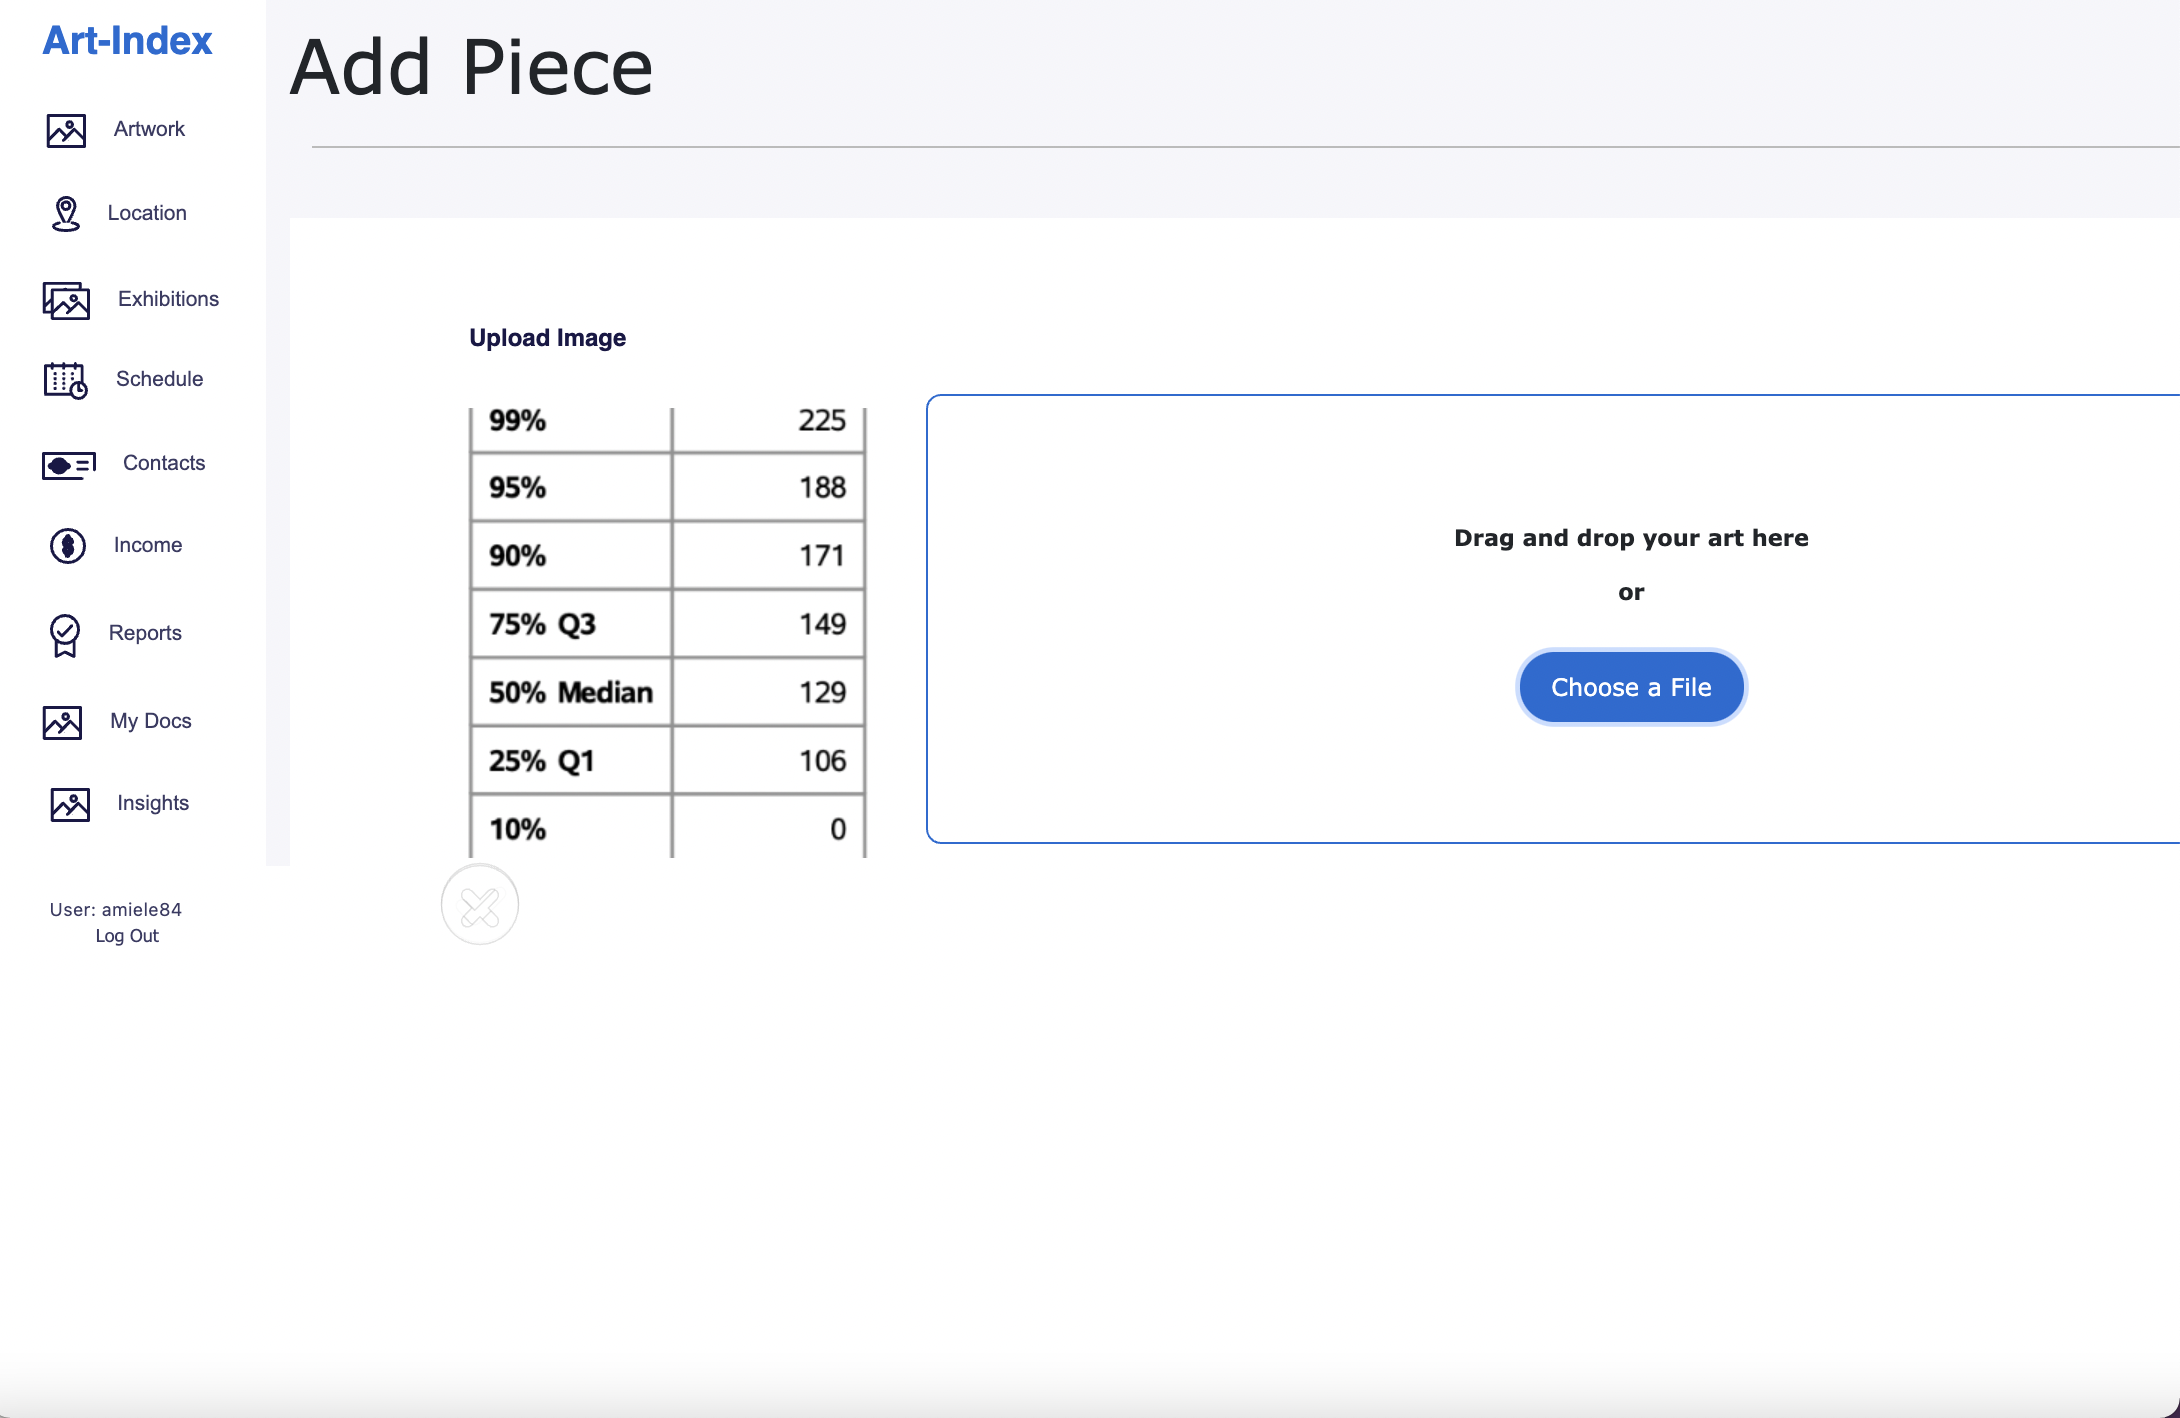 Art-Index
Artwork
Location
Exhibitions
Schedule
Contacts
Income
Reports
My Docs
Insights
User: amiele84
Log Out
Add Piece
Upload Image
99% 225
95% 188
90% 171
75% Q3 149
50% Median 129
25% Q1 106
10% 0
Drag and drop your art here
or
Choose a File